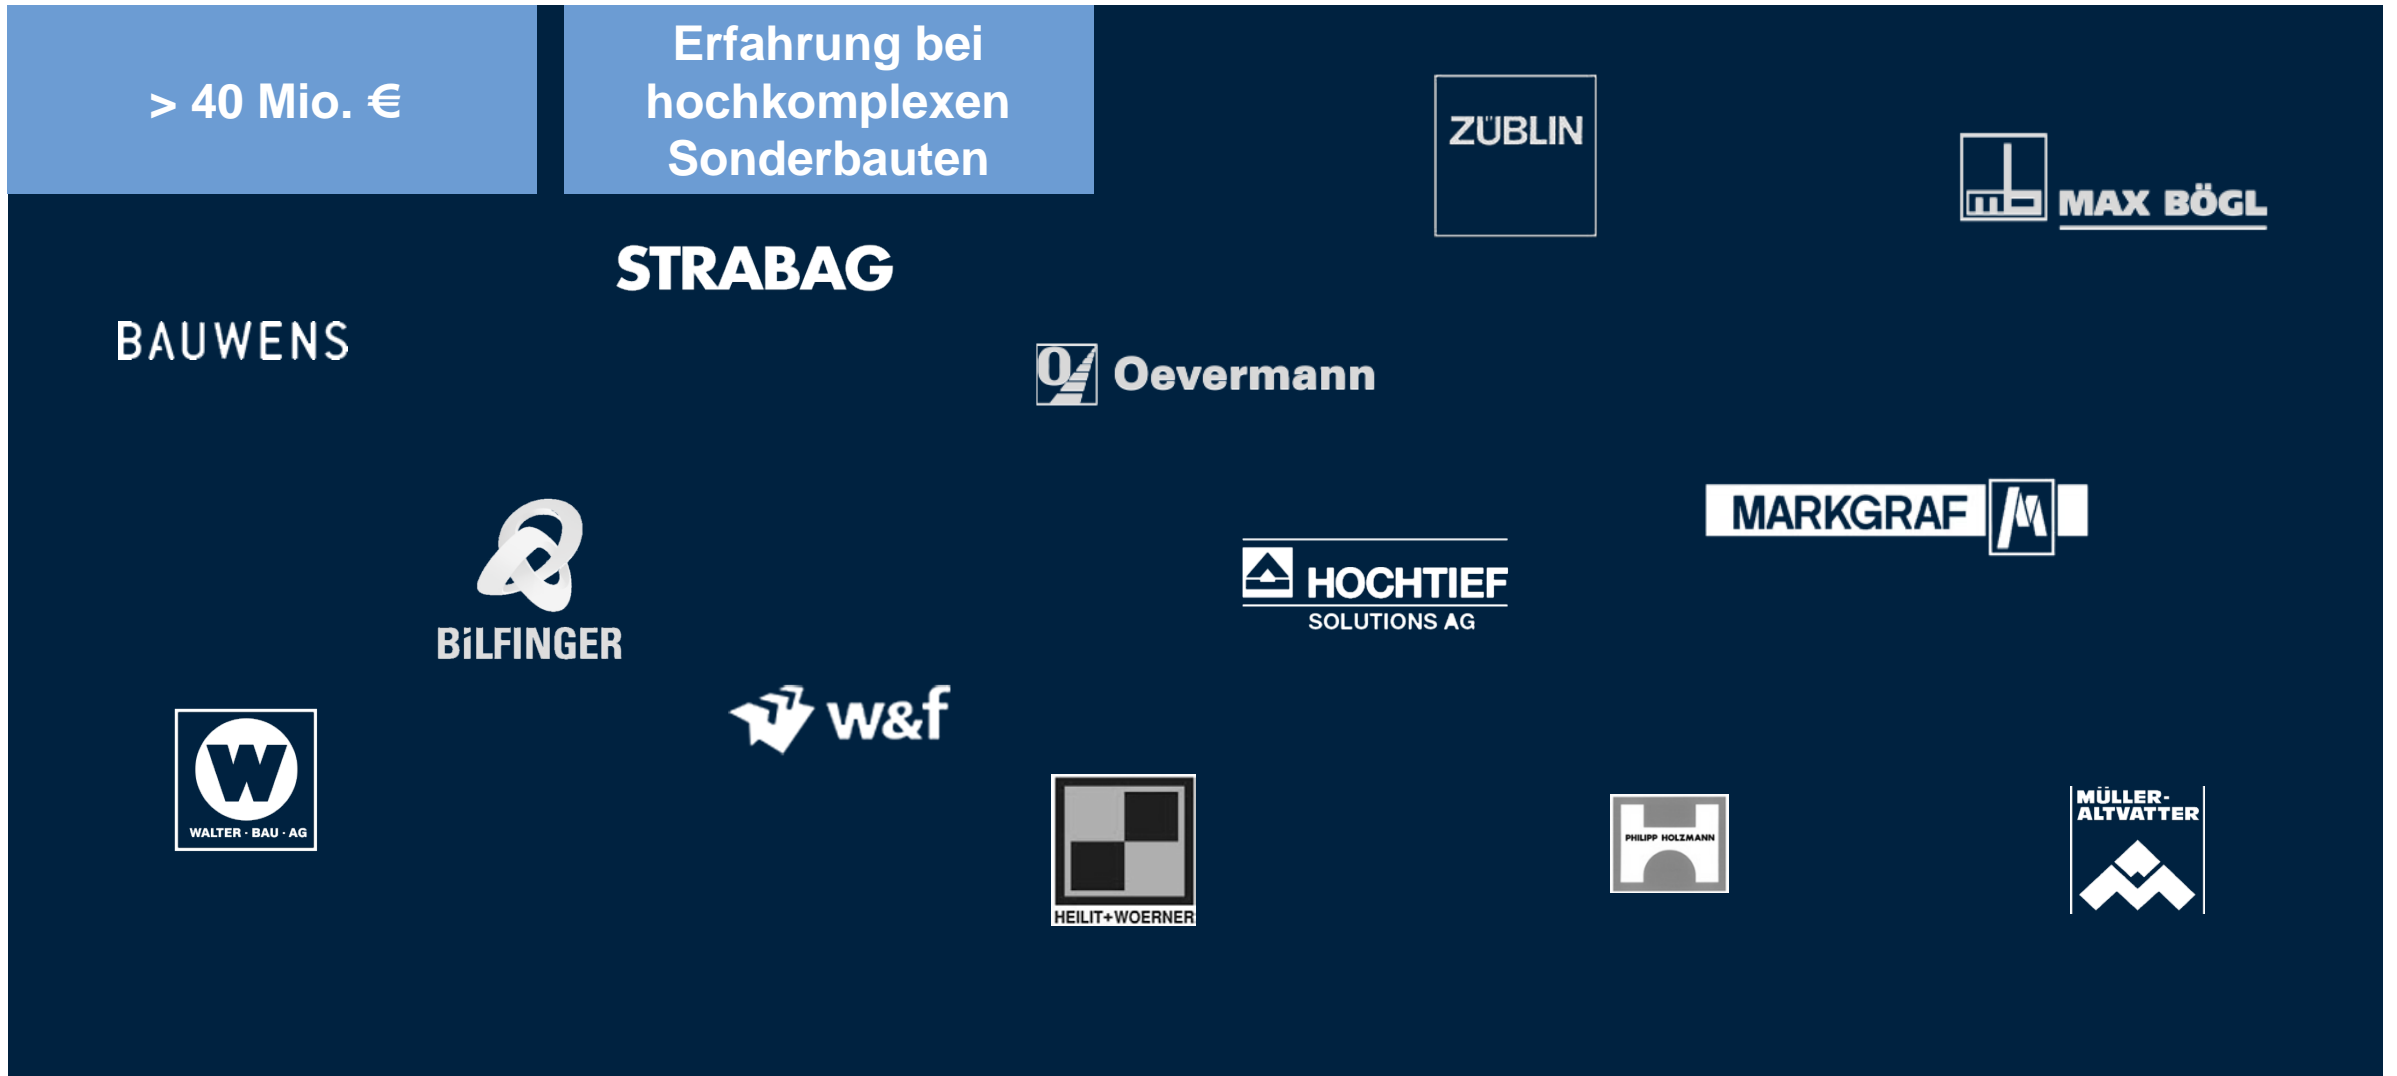 > 40 Mio. €
Erfahrung bei
hochkomplexen
Sonderbauten
ZÜBLIN
mb
MAX BÖGL
STRABAG
BAUWENS
O
Oevermann
MARKGRAF
M
HOCHTIEF
SOLUTIONS AG
BiLFINGER
w&f
W
WALTER · BAU · AG
HEILIT+WOERNER
PHILIPP HOLZMANN
MÜLLER-
ALTVATTER